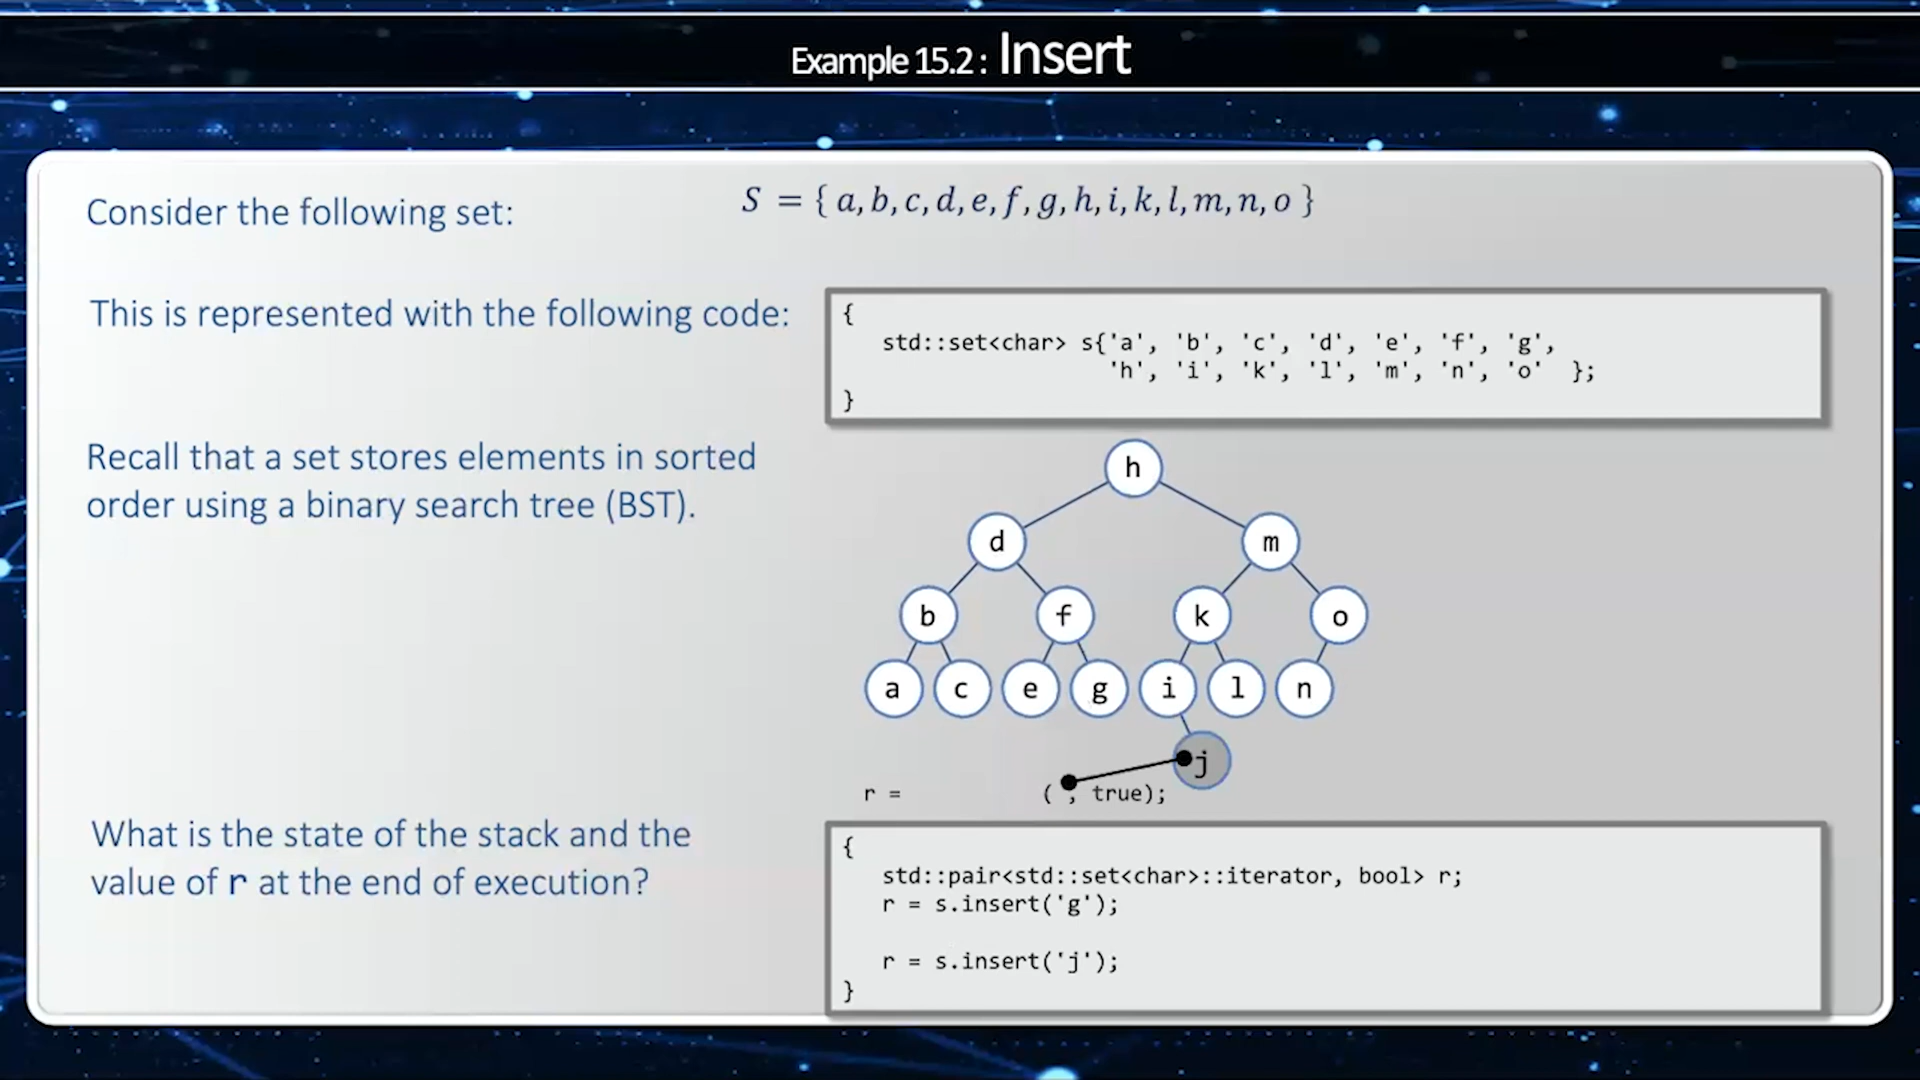 Example 15.2 : Insert
Consider the following set:
S = { a, b, c, d, e, f, g, h, i, k, l, m, n, o }
This is represented with the following code:
{
std::set<char> s{'a', 'b', 'c', 'd', 'e', 'f', 'g',
'h', 'i', 'k', 'l', 'm', 'n', 'o' };
}
Recall that a set stores elements in sorted
order using a binary search tree (BST).
h
d m
b f k o
a c e g i l n
j
r = ( , true);
What is the state of the stack and the
value of r at the end of execution?
{
std::pair<std::set<char>::iterator, bool> r;
r = s.insert('g');
r = s.insert('j');
}